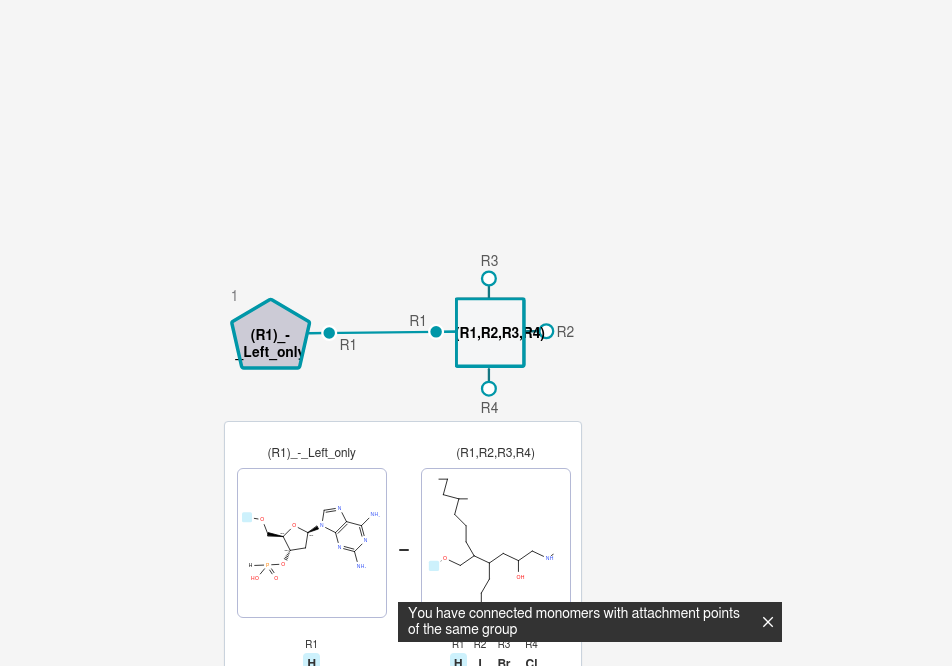 R3
1
R1
(R1)_-
_Left_only
R1
(R1,R2,R3,R4)
R2
R4
(R1)_-_Left_only
(R1,R2,R3,R4)
O
O
N
N
N
N
N
NH
NH
H
P
O
HO
O
–
O
OH
NH
You have connected monomers with attachment points
of the same group
R1
R1 R2 R3 R4
H
H I Br Cl